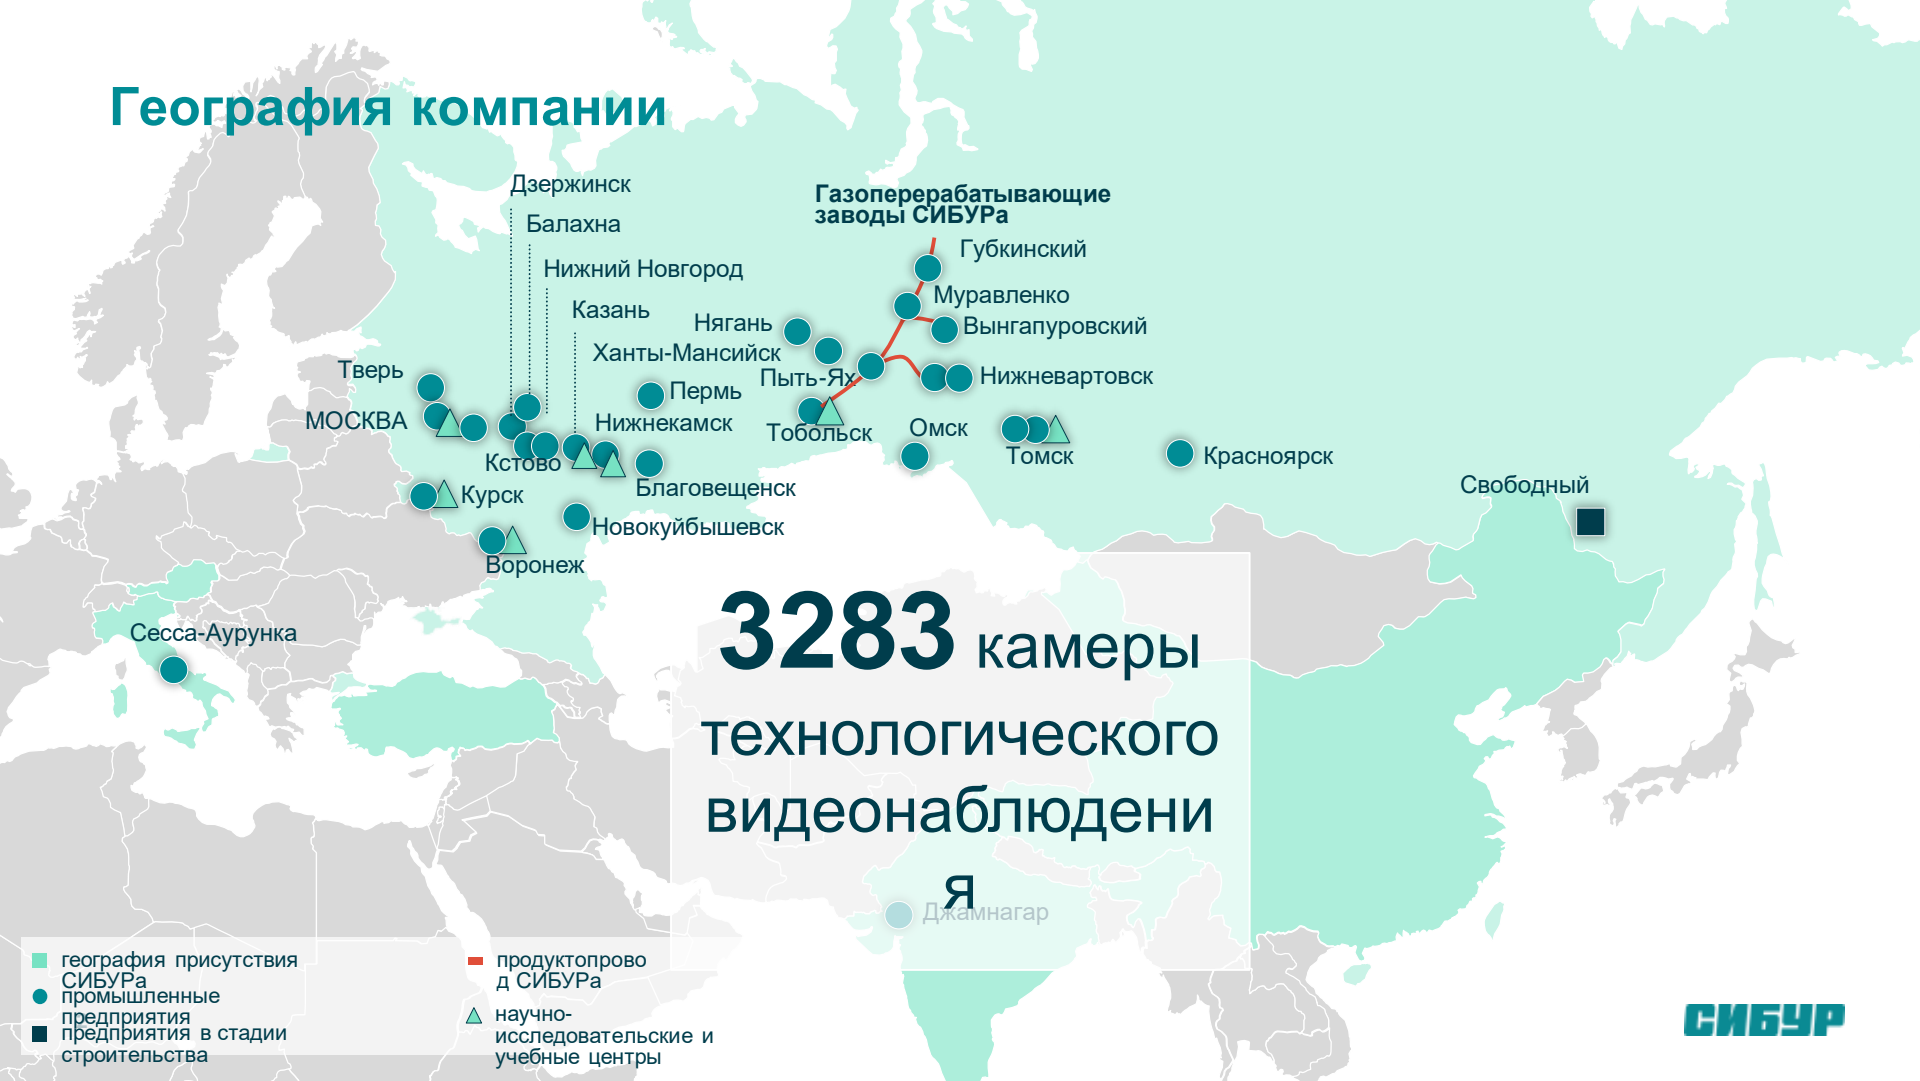 География компании
Дзержинск
Балахна
Нижний Новгород
Казань
Газоперерабатывающие
заводы СИБУРа
Губкинский
Муравленко
Вынгапуровский
Нягань
Ханты-Мансийск
Пыть-Ях
Нижневартовск
Тверь
МОСКВА
Пермь
Нижнекамск
Тобольск
Омск
Томск
Красноярск
Кстово
Курск
Благовещенск
Новокуйбышевск
Воронеж
Свободный
Сесса-Аурунка
3283 камеры
технологического
видеонаблюдени
я
Джамнагар
география присутствия
СИБУРа
промышленные
предприятия
предприятия в стадии
строительства
продуктопрово
д СИБУРа
научно-
исследовательские и
учебные центры
СИБУР